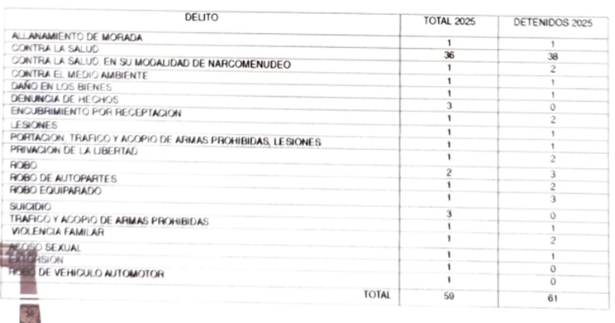 DELITO TOTAL 2025 DETENIDOS 2025
ALLANAMIENTO DE MORADA 1 1
CONTRA LA SALUD 36 38
CONTRA LA SALUD EN SU MODALIDAD DE NARCOMENUDEO 1 2
CONTRA EL MEDIO AMBIENTE 1 1
DAÑO EN LOS BIENES 1 1
DENUNCIA DE HECHOS 3 0
ENCUBRIMIENTO POR RECEPTACION 1 2
LESIONES 1 1
PORTACION, TRAFICO Y ACOPIO DE ARMAS PROHIBIDAS, LESIONES 1 1
PRIVACION DE LA LIBERTAD 1 2
ROBO 2 3
ROBO DE AUTOPARTES 1 2
ROBO EQUIPARADO 1 3
SUICIDIO 3 0
TRAFICO Y ACOPIO DE ARMAS PROHIBIDAS 1 1
VIOLENCIA FAMILAR 1 2
ACOSO SEXUAL 1 1
EXTORSION 1 0
ROBO DE VEHICULO AUTOMOTOR 1 0
TOTAL 59 61